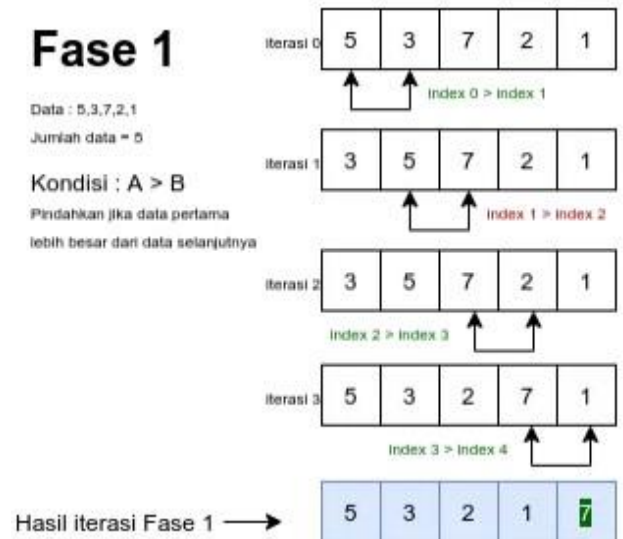 Fase 1
Data : 5,3,7,2,1
Jumlah data = 5
Kondisi : A > B
Pindahkan jika data pertama
lebih besar dari data selanjutnya
iterasi 0 5 3 7 2 1
Index 0 > Index 1
iterasi 1 3 5 7 2 1
Index 1 > Index 2
iterasi 2 3 5 7 2 1
Index 2 > Index 3
iterasi 3 5 3 2 7 1
Index 3 > Index 4
Hasil iterasi Fase 1 5 3 2 1 7